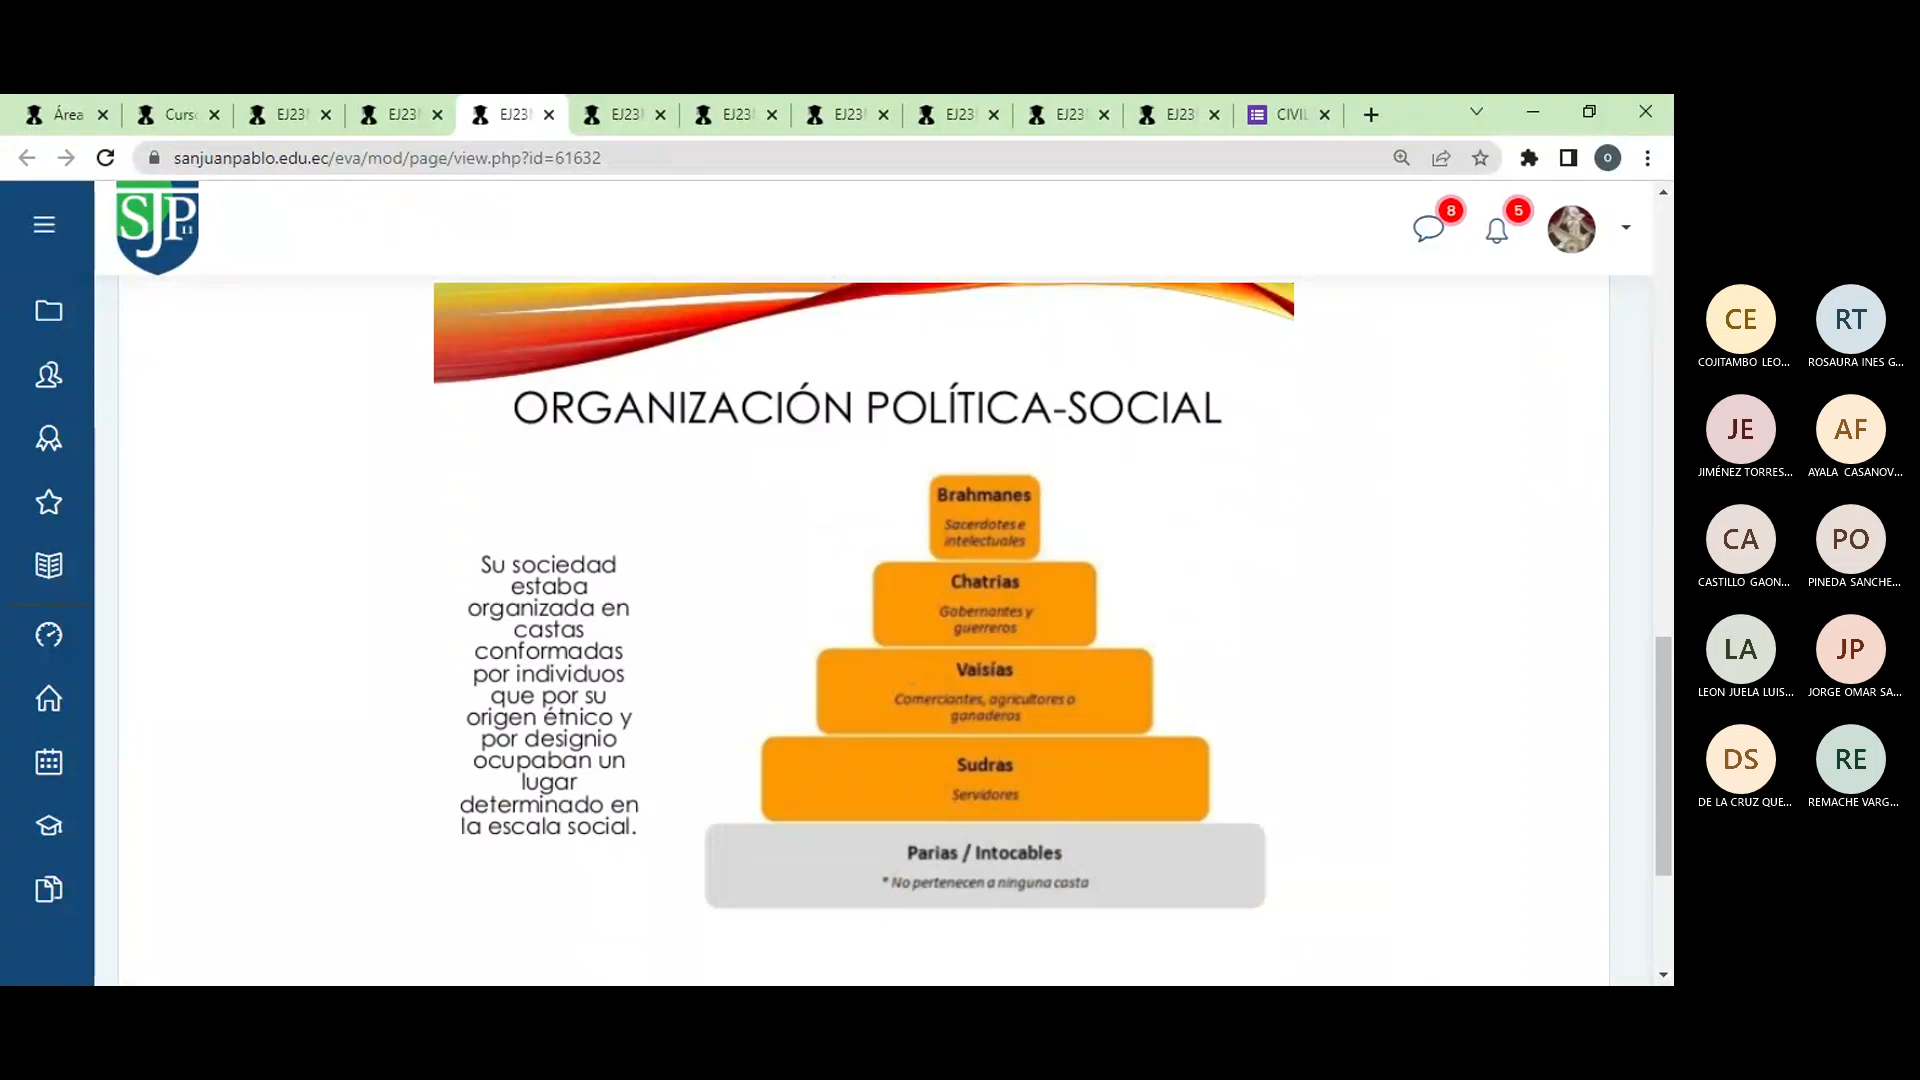 Área
Curs
EJ23
EJ23
EJ23
EJ23
EJ23
EJ23
EJ23
EJ23
EJ23
CIVIL
sanjuanpablo.edu.ec/eva/mod/page/view.php?id=61632
O
SJP
II
8
5
ORGANIZACIÓN POLÍTICA-SOCIAL
Su sociedad
estaba
organizada en
castas
conformadas
por individuos
que por su
origen étnico y
por designio
ocupaban un
lugar
determinado en
la escala social.
Brahmanes
Sacerdotes e
intelectuales
Chatrias
Gobernantes y
guerreros
Vaisías
Comerciantes, agricultores o
ganaderos
Sudras
Servidores
Parias / Intocables
* No pertenecen a ninguna casta
CE
COJITAMBO LEO...
RT
ROSAURA INES G...
JE
JIMÉNEZ TORRES...
AF
AYALA CASANOV...
CA
CASTILLO GAON...
PO
PINEDA SANCHE...
LA
LEON JUELA LUIS...
JP
JORGE OMAR SA...
DS
DE LA CRUZ QUE...
RE
REMACHE VARG...